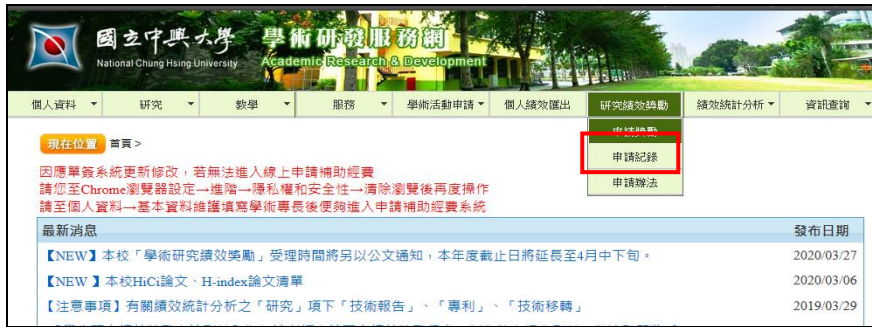 國立中興大學
National Chung Hsing University
學術研發服務網
Academic Research & Development
個人資料 研究 教學 服務 學術活動申請 個人績效匯出 研究績效獎勵 績效統計分析 資訊查詢
申請獎勵
申請紀錄
申請辦法
現在位置 首頁 >
因應單簽系統更新修改，若無法進入線上申請補助經費
請您至Chrome瀏覽器設定→進階→隱私權和安全性→清除瀏覽後再度操作
請至個人資料→基本資料維護填寫學術專長後便夠進入申請補助經費系統
最新消息 發布日期
【NEW】本校「學術研究績效獎勵」受理時間將另以公文通知，本年度截止日將延長至4月中下旬。 2020/03/27
【NEW 】本校HiCi論文、H-index論文清單 2020/03/06
【注意事項】有關績效統計分析之「研究」項下「技術報告」、「專利」、「技術移轉」 2019/03/29